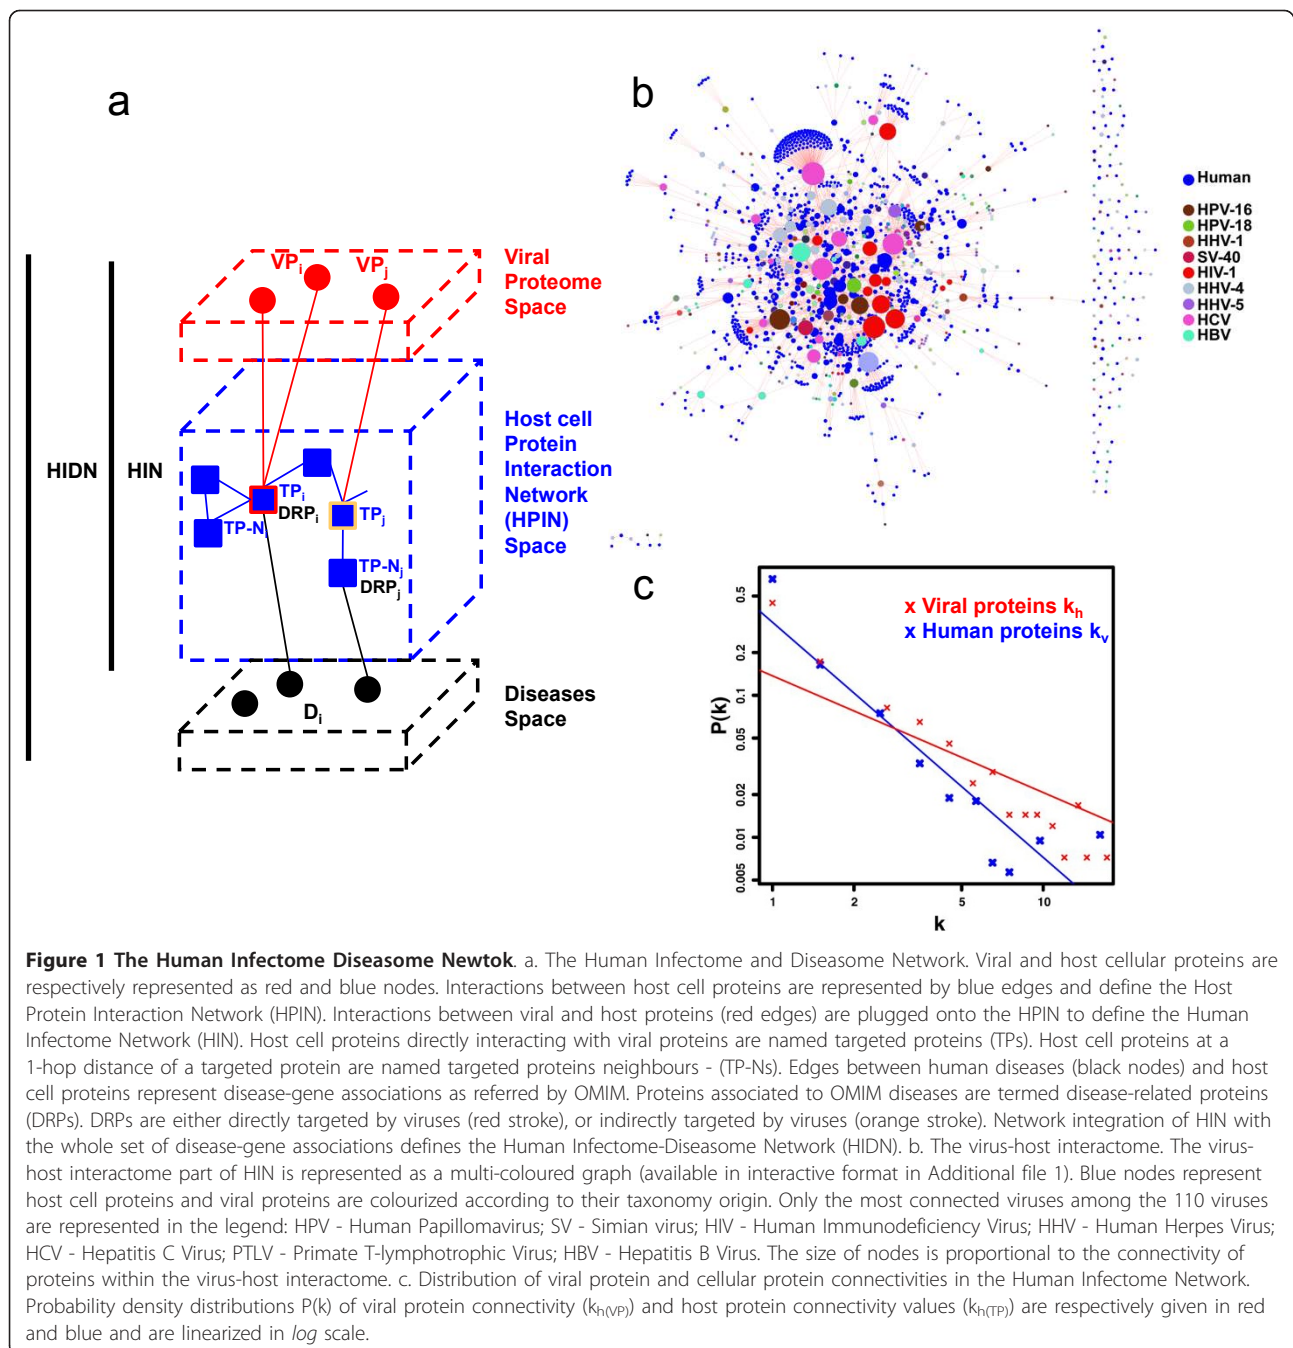 a
VP_i
VP_j
Viral
Proteome
Space
Host cell
Protein
Interaction
Network
(HPIN)
Space
HIDN
HIN
TP_i
DRP_i
TP-N_i
TP_j
TP-N_j
DRP_j
D_i
Diseases
Space
b
Human
HPV-16
HPV-18
HHV-1
SV-40
HIV-1
HHV-4
HHV-5
HCV
HBV
c
x Viral proteins k_h
x Human proteins k_v
P(k)
0.5
0.2
0.1
0.05
0.02
0.01
0.005
1
2
5
10
k
Figure 1 The Human Infectome Diseasome Newtok. a. The Human Infectome and Diseasome Network. Viral and host cellular proteins are
respectively represented as red and blue nodes. Interactions between host cell proteins are represented by blue edges and define the Host
Protein Interaction Network (HPIN). Interactions between viral and host proteins (red edges) are plugged onto the HPIN to define the Human
Infectome Network (HIN). Host cell proteins directly interacting with viral proteins are named targeted proteins (TPs). Host cell proteins at a
1-hop distance of a targeted protein are named targeted proteins neighbours - (TP-Ns). Edges between human diseases (black nodes) and host
cell proteins represent disease-gene associations as referred by OMIM. Proteins associated to OMIM diseases are termed disease-related proteins
(DRPs). DRPs are either directly targeted by viruses (red stroke), or indirectly targeted by viruses (orange stroke). Network integration of HIN with
the whole set of disease-gene associations defines the Human Infectome-Diseasome Network (HIDN). b. The virus-host interactome. The virus-
host interactome part of HIN is represented as a multi-coloured graph (available in interactive format in Additional file 1). Blue nodes represent
host cell proteins and viral proteins are colourized according to their taxonomy origin. Only the most connected viruses among the 110 viruses
are represented in the legend: HPV - Human Papillomavirus; SV - Simian virus; HIV - Human Immunodeficiency Virus; HHV - Human Herpes Virus;
HCV - Hepatitis C Virus; PTLV - Primate T-lymphotrophic Virus; HBV - Hepatitis B Virus. The size of nodes is proportional to the connectivity of
proteins within the virus-host interactome. c. Distribution of viral protein and cellular protein connectivities in the Human Infectome Network.
Probability density distributions P(k) of viral protein connectivity (k_h(VP)) and host protein connectivity values (k_h(TP)) are respectively given in red
and blue and are linearized in log scale.